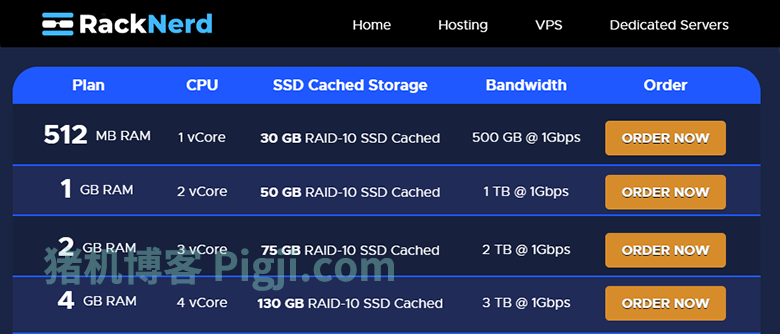 RackNerd Home Hosting VPS Dedicated Servers
Plan CPU SSD Cached Storage Bandwidth Order
512 MB RAM 1 vCore 30 GB RAID-10 SSD Cached 500 GB @ 1Gbps ORDER NOW
1 GB RAM 2 vCore 50 GB RAID-10 SSD Cached 1 TB @ 1Gbps ORDER NOW
2 GB RAM 3 vCore 75 GB RAID-10 SSD Cached 2 TB @ 1Gbps ORDER NOW
猪机博客 Pigji.com
4 GB RAM 4 vCore 130 GB RAID-10 SSD Cached 3 TB @ 1Gbps ORDER NOW